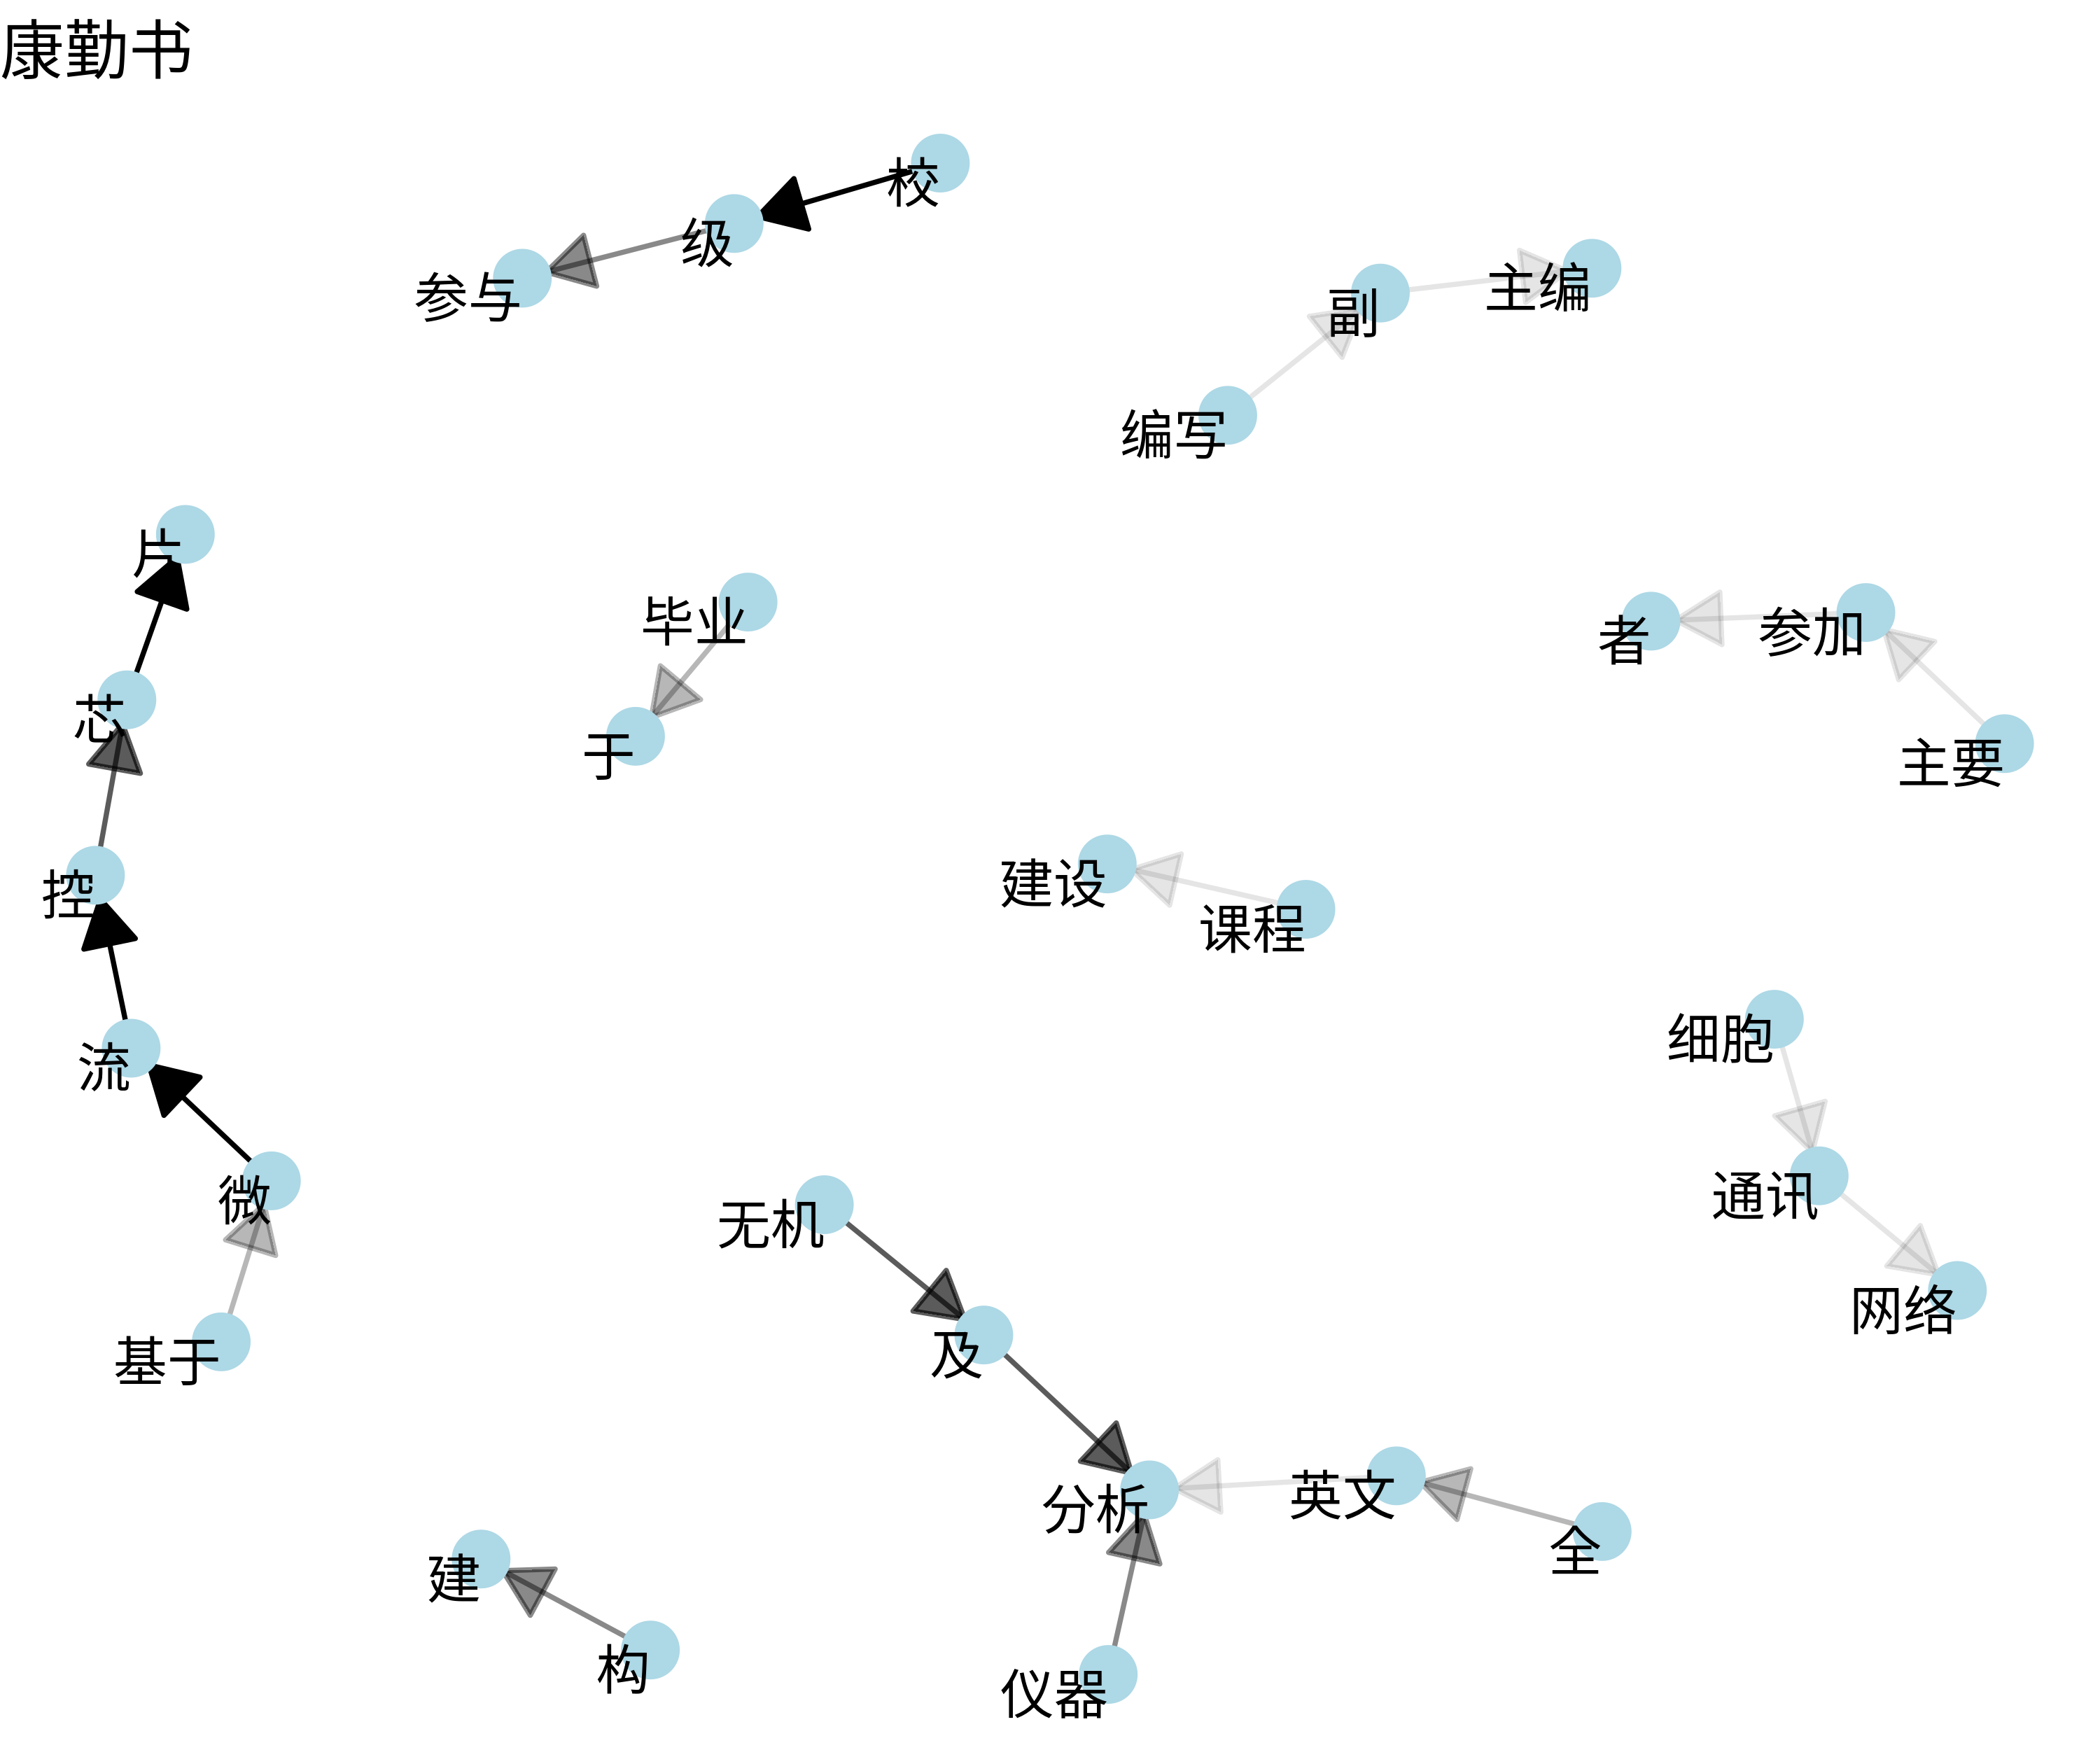 康勤书
校
级
参与
副
主编
编写
片
毕业
者
参加
芯
于
主要
建设
控
课程
细胞
流
通讯
微
无机
网络
基于
及
分析
英文
全
建
构
仪器